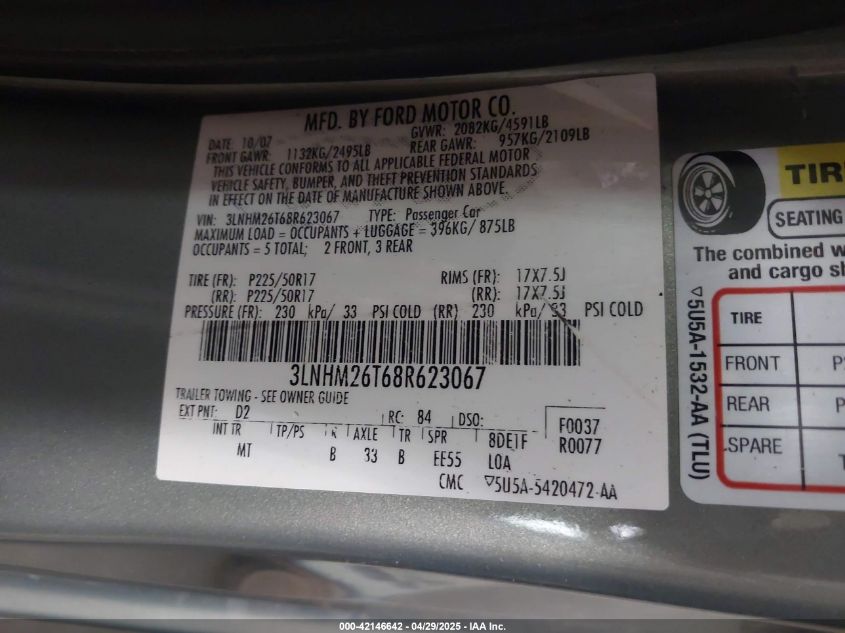 MFD. BY FORD MOTOR CO.
DATE: 10/07 GVWR: 2082KG/4591LB
FRONT GAWR: 1132KG/2495LB REAR GAWR: 957KG/2109LB
THIS VEHICLE CONFORMS TO ALL APPLICABLE FEDERAL MOTOR
VEHICLE SAFETY, BUMPER, AND THEFT PREVENTION STANDARDS
IN EFFECT ON THE DATE OF MANUFACTURE SHOWN ABOVE.
VIN: 3LNHM26T68R623067 TYPE: Passenger Car
MAXIMUM LOAD = OCCUPANTS + LUGGAGE = 396KG/ 875LB
OCCUPANTS = 5 TOTAL; 2 FRONT, 3 REAR
TIRE (FR): P225/50R17 RIMS (FR): 17X7.5J
(RR): P225/50R17 (RR): 17X7.5J
PRESSURE (FR): 230 kPa/ 33 PSI COLD (RR) 230 kPa/ 33 PSI COLD
3LNHM26T68R623067
TRAILER TOWING - SEE OWNER GUIDE
EXT PNT: D2 RC: 84 DSO: F0037
INT TR TP/PS R AXLE TR SPR 8DE1F R0077
MT B 33 B EE55 L0A
CMC ▽5U5A-5420472-AA
TIR
SEATING
The combined w
and cargo sh
▽5U5A-1532-AA (TLU)
TIRE
FRONT P
REAR P
SPARE T
000-42146642 - 04/29/2025 - IAA Inc.